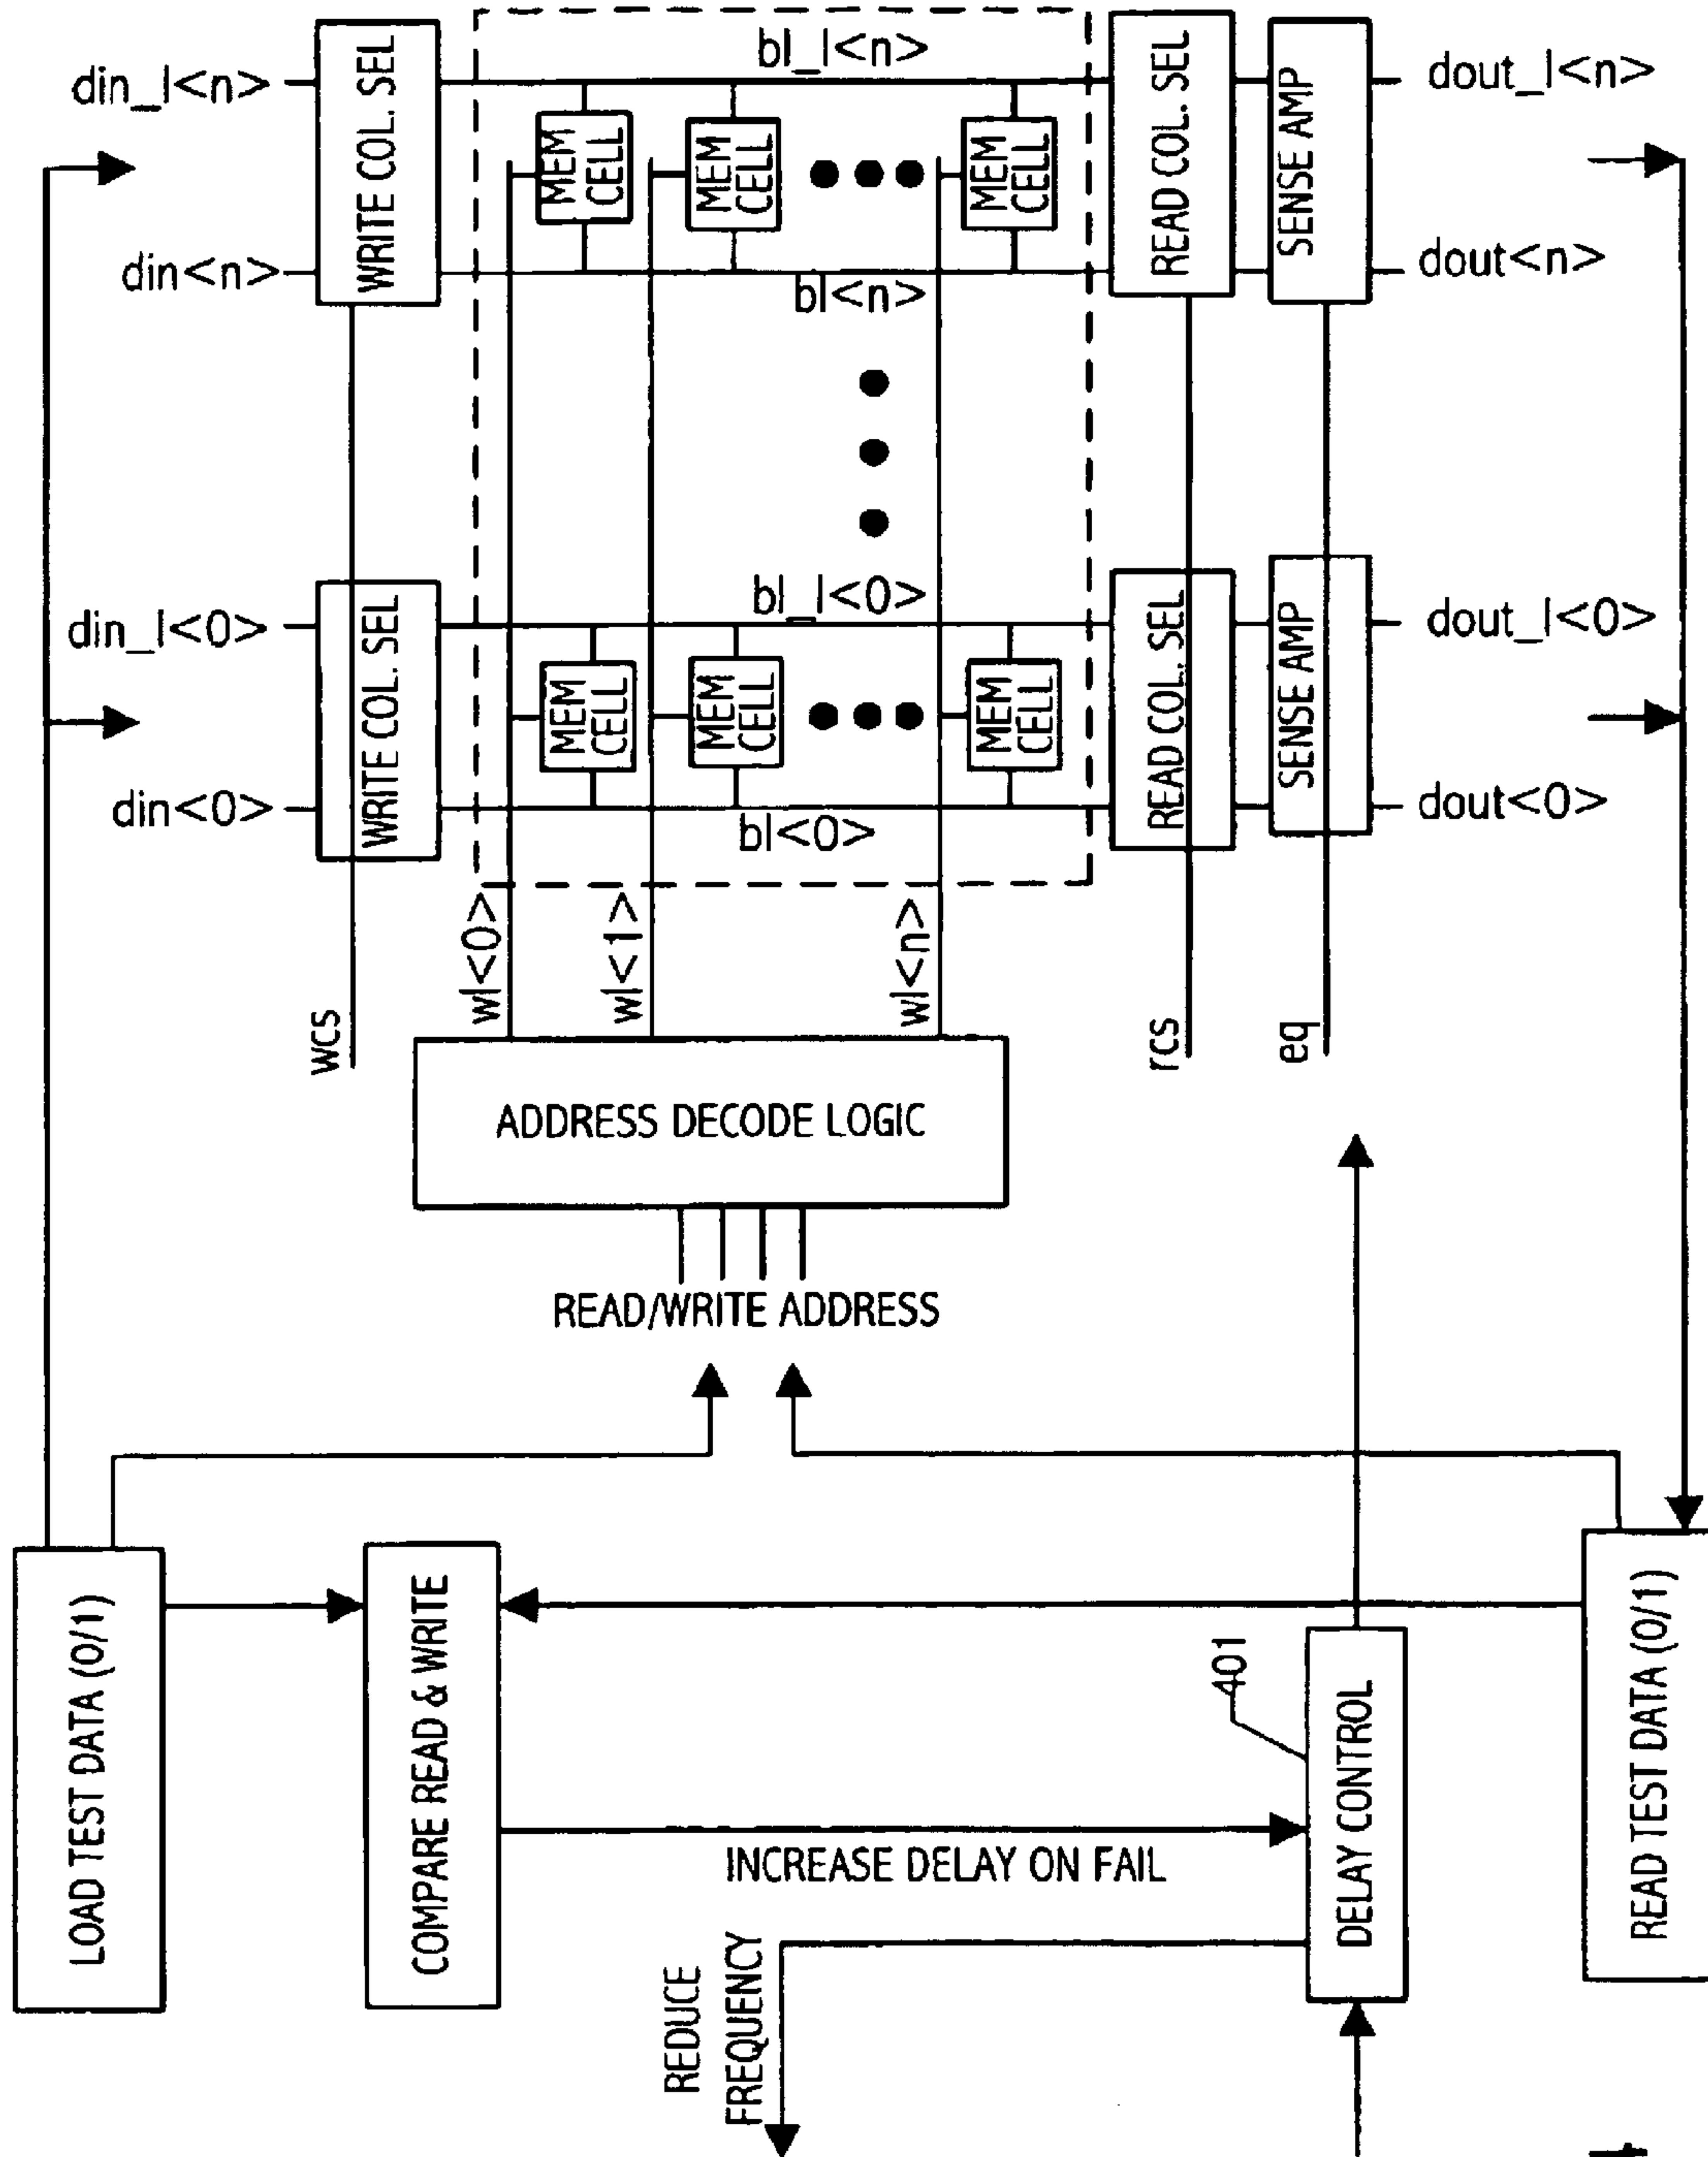 din_l<n>
WRITE COL. SEL
bl_l<n>
READ COL. SEL
SENSE AMP
dout_l<n>
MEM
CELL
MEM
CELL
MEM
CELL
din<n>
bl<n>
dout<n>
din_l<0>
WRITE COL. SEL
bl_l<0>
READ COL. SEL
SENSE AMP
dout_l<0>
MEM
CELL
MEM
CELL
MEM
CELL
din<0>
bl<0>
dout<0>
wcs
wl<0>
wl<1>
wl<n>
rcs
eq
ADDRESS DECODE LOGIC
READ/WRITE ADDRESS
LOAD TEST DATA (0/1)
COMPARE READ & WRITE
401
DELAY CONTROL
READ TEST DATA (0/1)
INCREASE DELAY ON FAIL
REDUCE
FREQUENCY